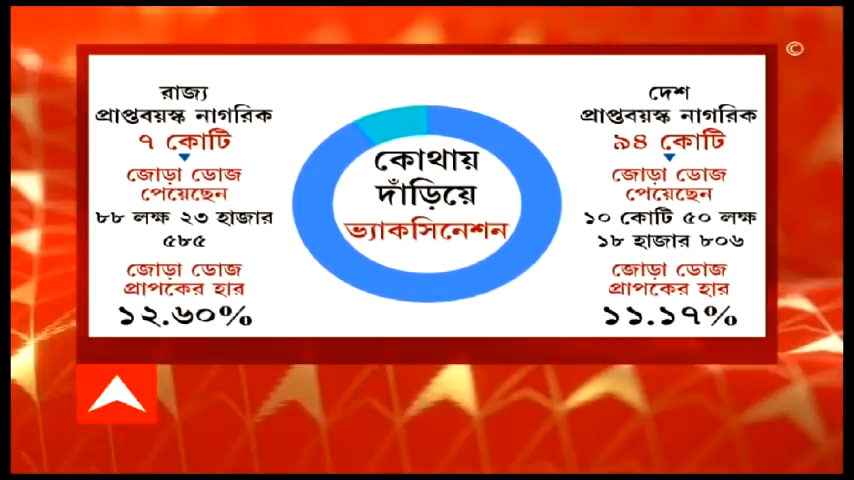 ©
রাজ্য
প্রাপ্তবয়স্ক নাগরিক
৭ কোটি
জোড়া ডোজ
পেয়েছেন
৮৮ লক্ষ ২৩ হাজার
৫৮৫
জোড়া ডোজ
প্রাপকের হার
১২.৬০%
কোথায়
দাঁড়িয়ে
ভ্যাকসিনেশন
দেশ
প্রাপ্তবয়স্ক নাগরিক
৯৪ কোটি
জোড়া ডোজ
পেয়েছেন
১০ কোটি ৫০ লক্ষ
১৮ হাজার ৮০৬
জোড়া ডোজ
প্রাপকের হার
১১.১৭%